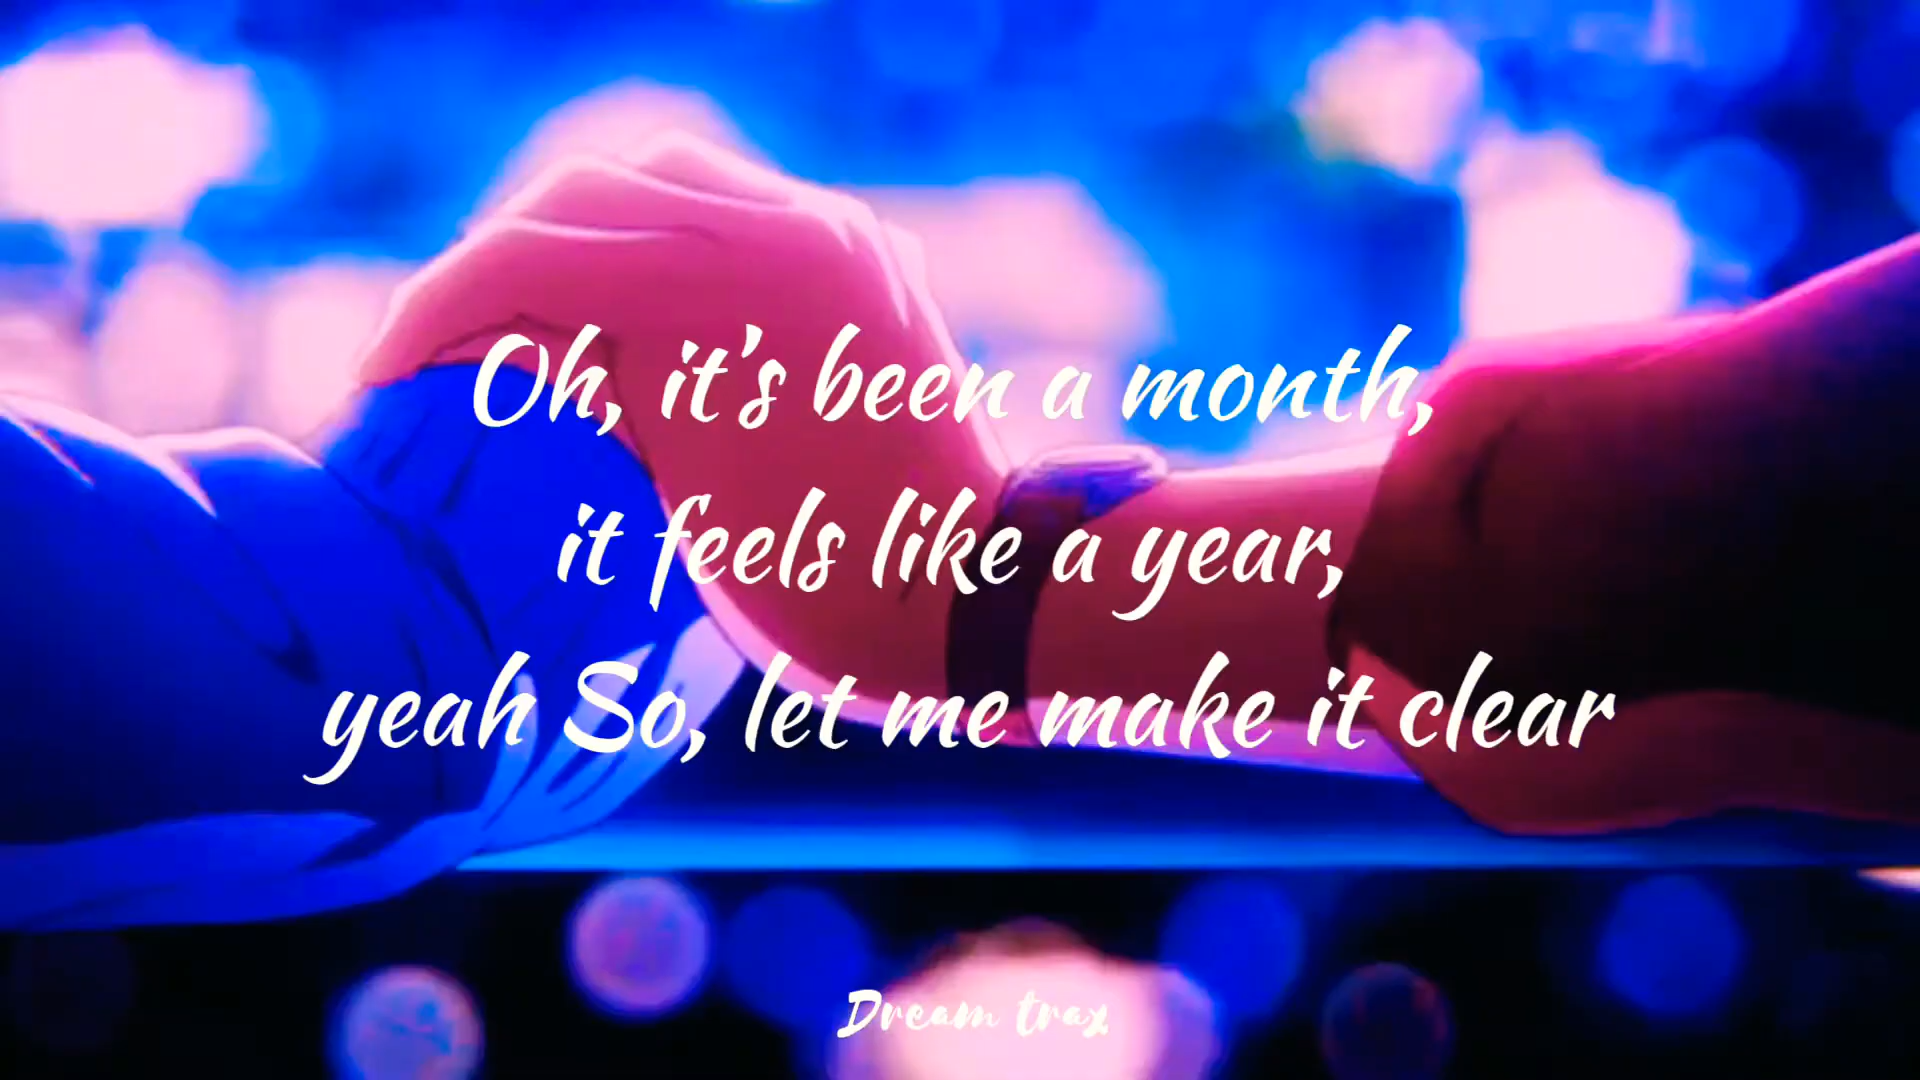 Oh, it's been a month,
it feels like a year,
yeah So, let me make it clear
Dream trax